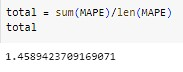 total = sum(MAPE)/len(MAPE)
total
1.4589423709169071